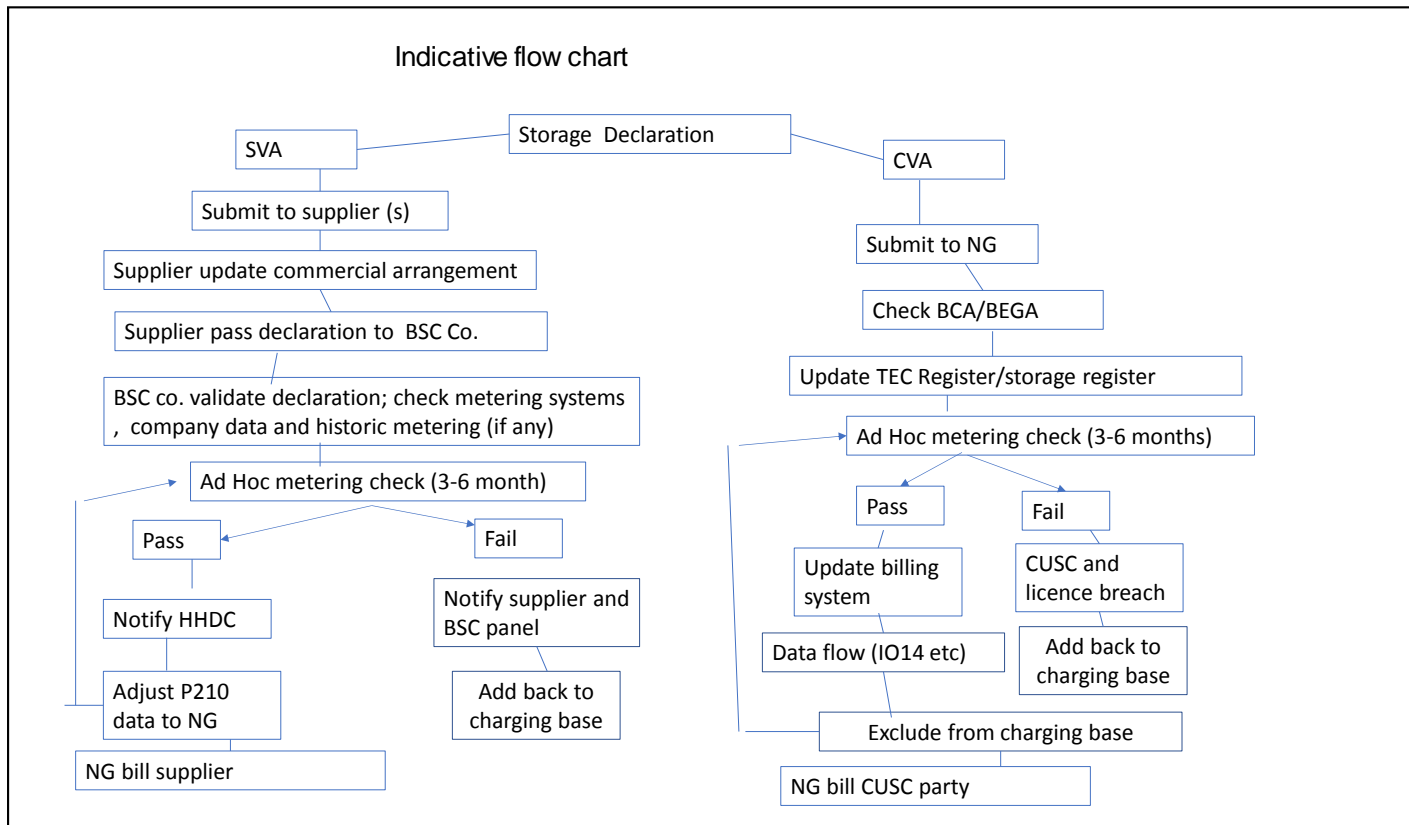 Indicative flow chart
Storage Declaration
SVA
Submit to supplier (s)
Supplier update commercial arrangement
Supplier pass declaration to BSC Co.
BSC co. validate declaration; check metering systems
, company data and historic metering (if any)
Ad Hoc metering check (3-6 month)
Pass
Fail
Notify HHDC
Adjust P210
data to NG
NG bill supplier
Notify supplier and
BSC panel
Add back to
charging base
CVA
Submit to NG
Check BCA/BEGA
Update TEC Register/storage register
Ad Hoc metering check (3-6 months)
Pass
Fail
Update billing
system
Data flow (IO14 etc)
CUSC and
licence breach
Add back to
charging base
Exclude from charging base
NG bill CUSC party